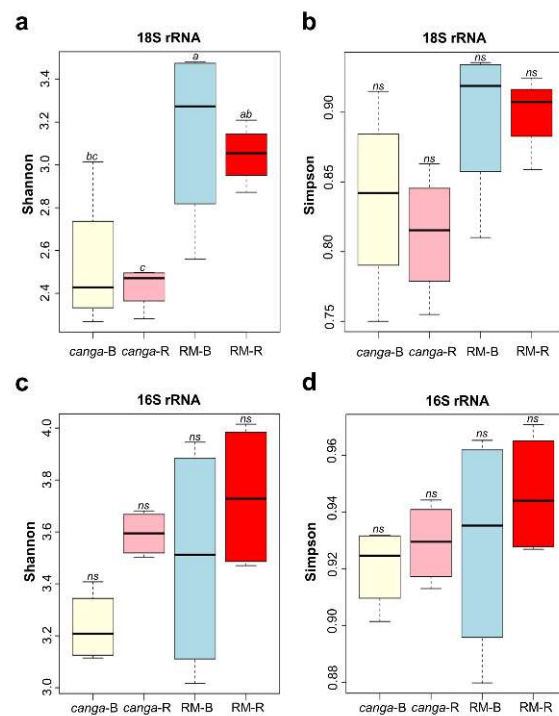 a
18S rRNA
Shannon
3.4
3.2
3.0
2.8
2.6
2.4
bc
c
a
ab
canga-B canga-R RM-B RM-R
b
18S rRNA
Simpson
0.90
0.85
0.80
0.75
ns
ns
ns
ns
canga-B canga-R RM-B RM-R
c
16S rRNA
Shannon
4.0
3.8
3.6
3.4
3.2
3.0
ns
ns
ns
ns
canga-B canga-R RM-B RM-R
d
16S rRNA
Simpson
0.96
0.94
0.92
0.90
0.88
ns
ns
ns
ns
canga-B canga-R RM-B RM-R